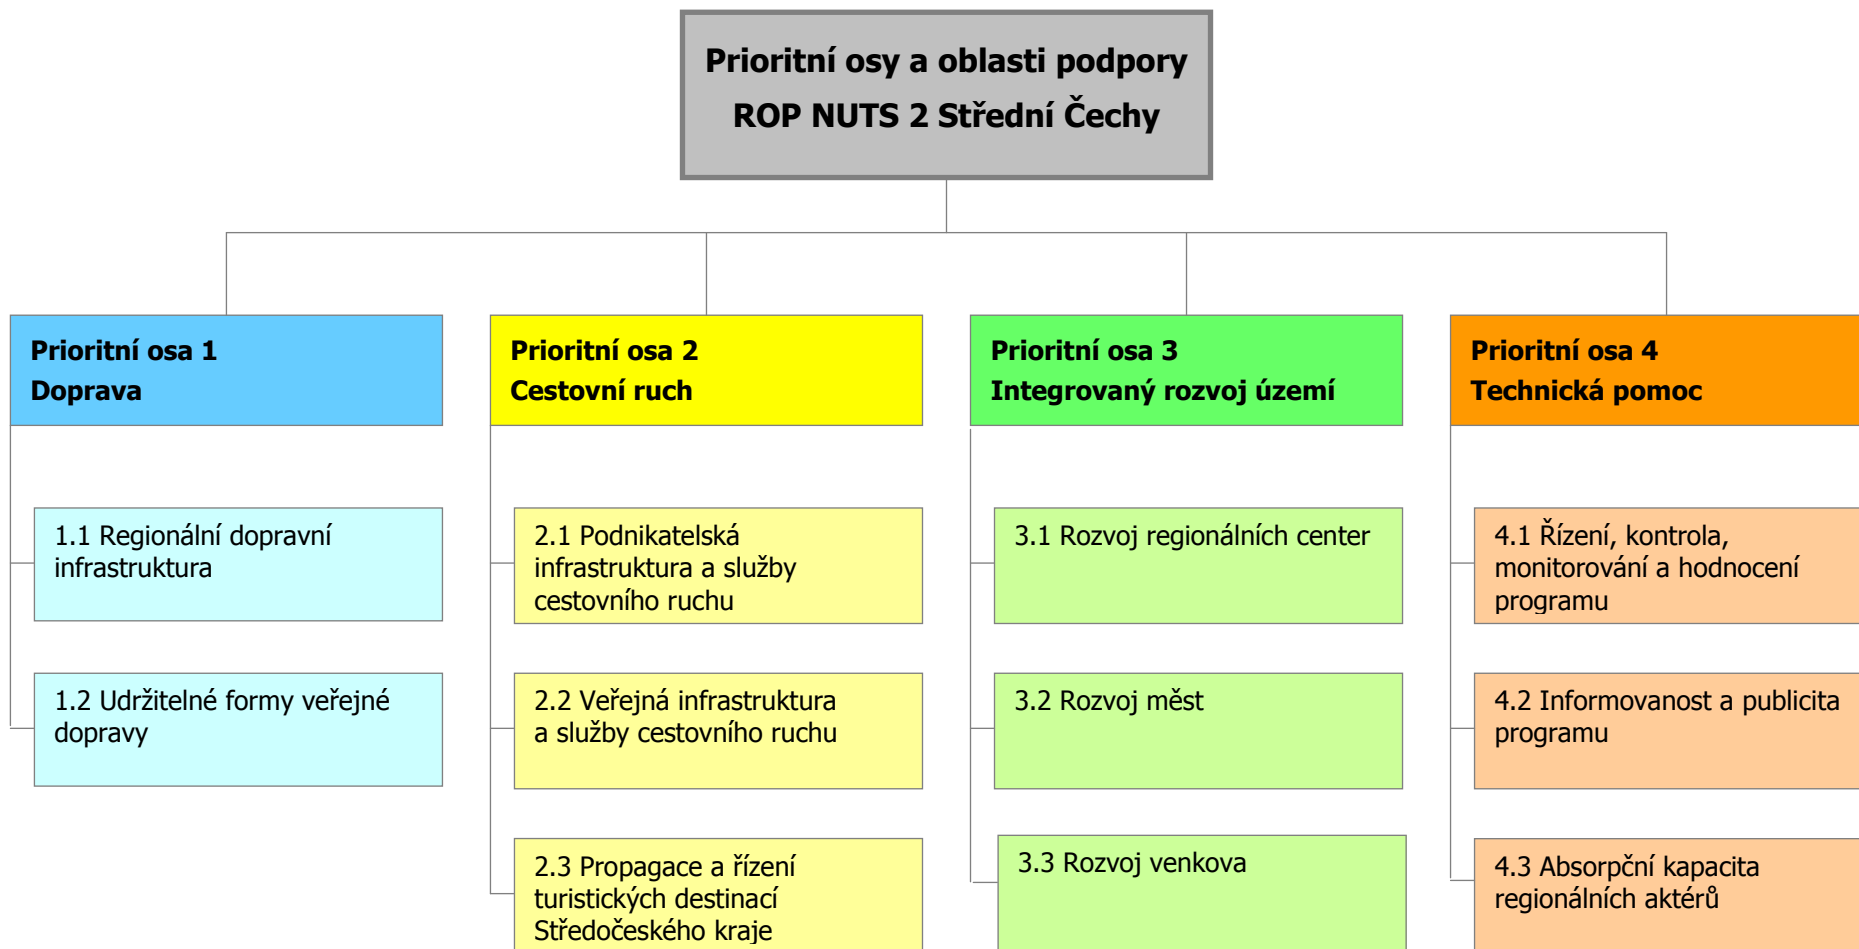 Prioritní osy a oblasti podpory
ROP NUTS 2 Střední Čechy
Prioritní osa 1
Doprava
1.1 Regionální dopravní
infrastruktura
1.2 Udržitelné formy veřejné
dopravy
Prioritní osa 2
Cestovní ruch
2.1 Podnikatelská
infrastruktura a služby
cestovního ruchu
2.2 Veřejná infrastruktura
a služby cestovního ruchu
2.3 Propagace a řízení
turistických destinací
Středočeského kraje
Prioritní osa 3
Integrovaný rozvoj území
3.1 Rozvoj regionálních center
3.2 Rozvoj měst
3.3 Rozvoj venkova
Prioritní osa 4
Technická pomoc
4.1 Řízení, kontrola,
monitorování a hodnocení
programu
4.2 Informovanost a publicita
programu
4.3 Absorpční kapacita
regionálních aktérů